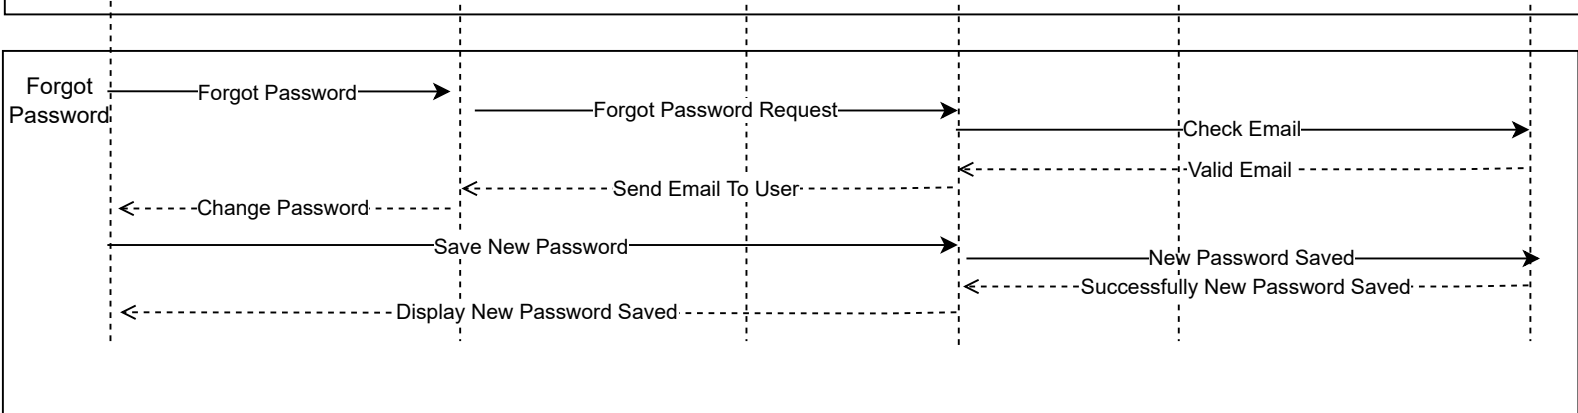 Forgot
Password
Forgot Password
Forgot Password Request
Check Email
Valid Email
Send Email To User
Change Password
Save New Password
New Password Saved
Successfully New Password Saved
Display New Password Saved